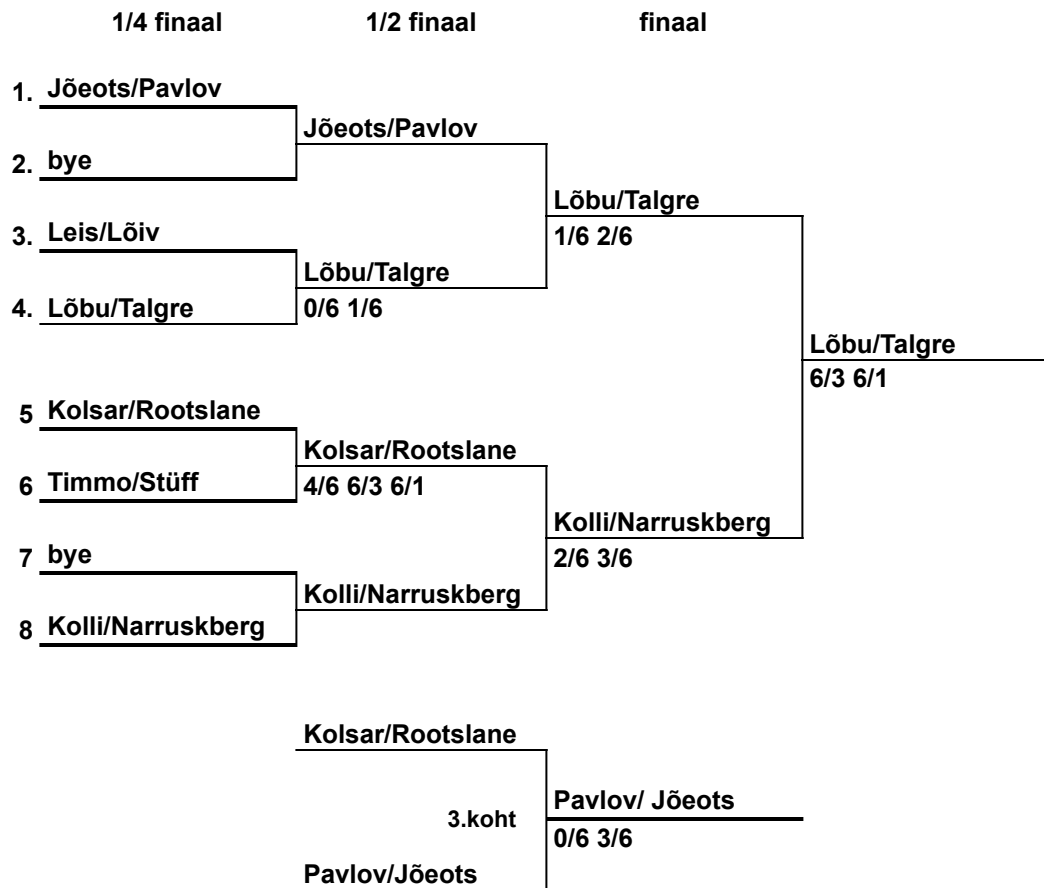 1/4 finaal 1/2 finaal finaal
1. Jõeots/Pavlov
Jõeots/Pavlov
2. bye
Lõbu/Talgre
3. Leis/Lõiv
1/6 2/6
Lõbu/Talgre
4. Lõbu/Talgre
0/6 1/6
Lõbu/Talgre
6/3 6/1
5 Kolsar/Rootslane
Kolsar/Rootslane
6 Timmo/Stüff
4/6 6/3 6/1
Kolli/Narruskberg
7 bye
2/6 3/6
Kolli/Narruskberg
8 Kolli/Narruskberg
Kolsar/Rootslane
Pavlov/ Jõeots
3.koht
0/6 3/6
Pavlov/Jõeots